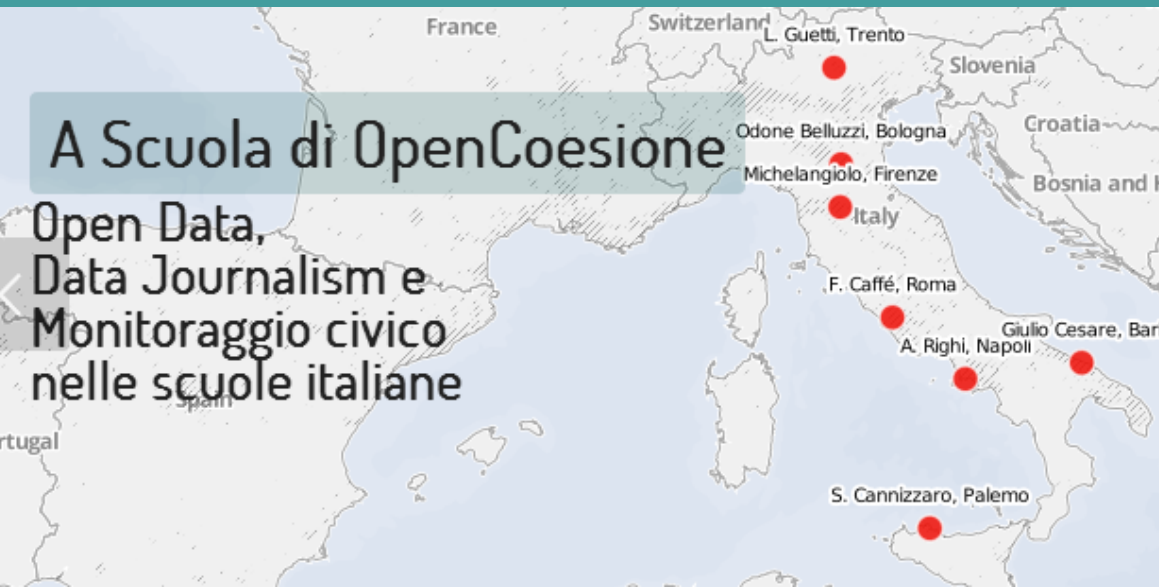 France
Switzerland
L. Guetti, Trento
Slovenia
A Scuola di OpenCoesione
Odone Belluzzi, Bologna
Croatia
Michelangiolo, Firenze
Bosnia and
Open Data,
Italy
Data Journalism e
F. Caffé, Roma
Monitoraggio civico
Giulio Cesare, Bar
A. Righi, Napoli
nelle scuole italiane
Spain
rtugal
S. Cannizzaro, Palemo